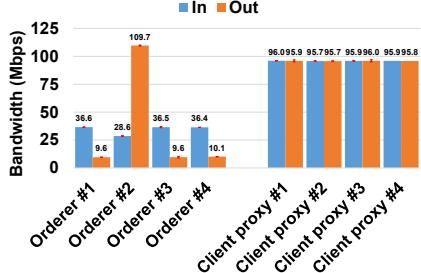 In Out
Bandwidth (Mbps)
125
100
75
50
25
0
36.6 9.6 28.6 109.7 36.5 9.6 36.4 10.1 96.0 95.9 95.7 95.7 95.9 96.0 95.9 95.8
Orderer #1 Orderer #2 Orderer #3 Orderer #4 Client proxy #1 Client proxy #2 Client proxy #3 Client proxy #4